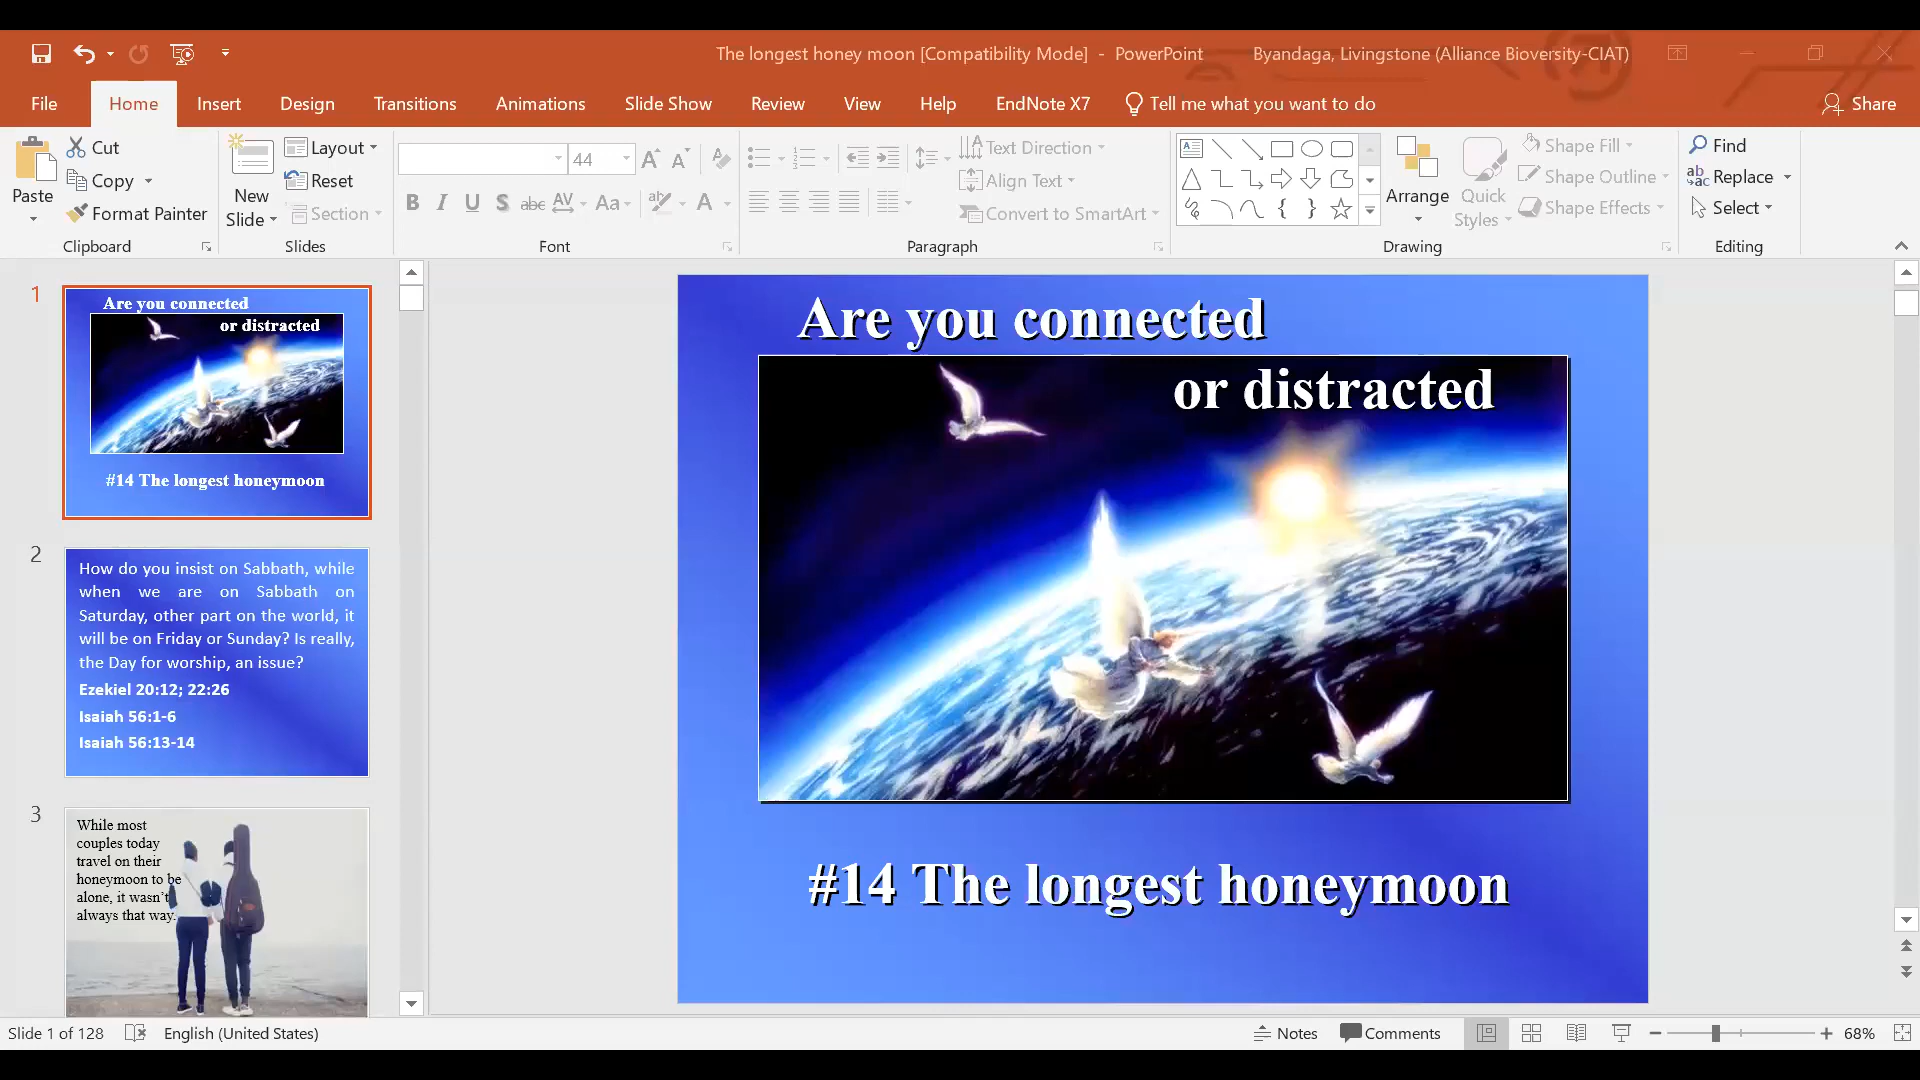 The longest honey moon [Compatibility Mode] - PowerPoint
Byandaga, Livingstone (Alliance Bioversity-CIAT)
File Home Insert Design Transitions Animations Slide Show Review View Help EndNote X7 Tell me what you want to do Share
Paste
Cut
Copy
Format Painter
Clipboard
New
Slide
Layout
Reset
Section
Slides
44
B I U S abc AV Aa A
Font
Text Direction
Align Text
Convert to SmartArt
Paragraph
Arrange
Quick
Styles
Shape Fill
Shape Outline
Shape Effects
Drawing
Find
Replace
Select
Editing
1
Are you connected
or distracted
#14 The longest honeymoon
2
How do you insist on Sabbath, while
when we are on Sabbath on
Saturday, other part on the world, it
will be on Friday or Sunday? Is really,
the Day for worship, an issue?
Ezekiel 20:12; 22:26
Isaiah 56:1-6
Isaiah 56:13-14
3
While most
couples today
travel on their
honeymoon to be
alone, it wasn't
always that way.
Are you connected
or distracted
#14 The longest honeymoon
Slide 1 of 128
English (United States)
Notes
Comments
68%